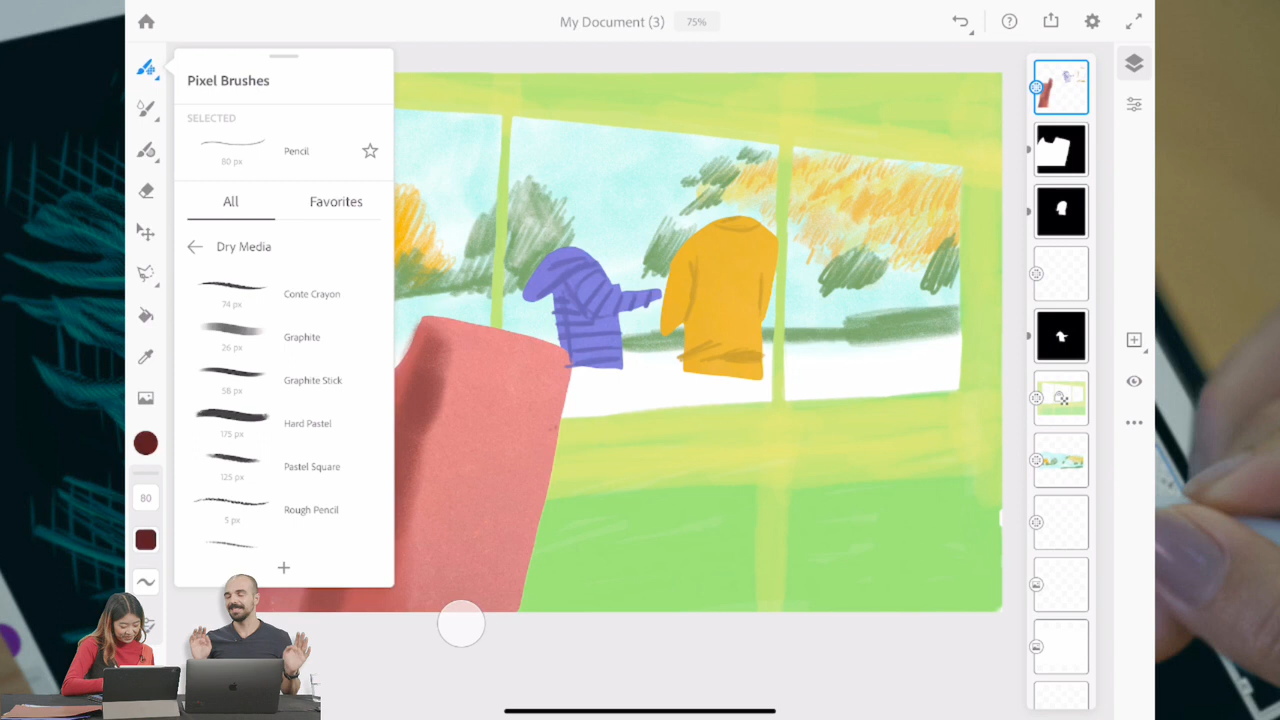 My Document (3)
75%
Pixel Brushes
SELECTED
Pencil
80 px
All
Favorites
Dry Media
Conte Crayon
74 px
Graphite
26 px
Graphite Stick
56 px
Hard Pastel
175 px
Pastel Square
125 px
Rough Pencil
5 px
80